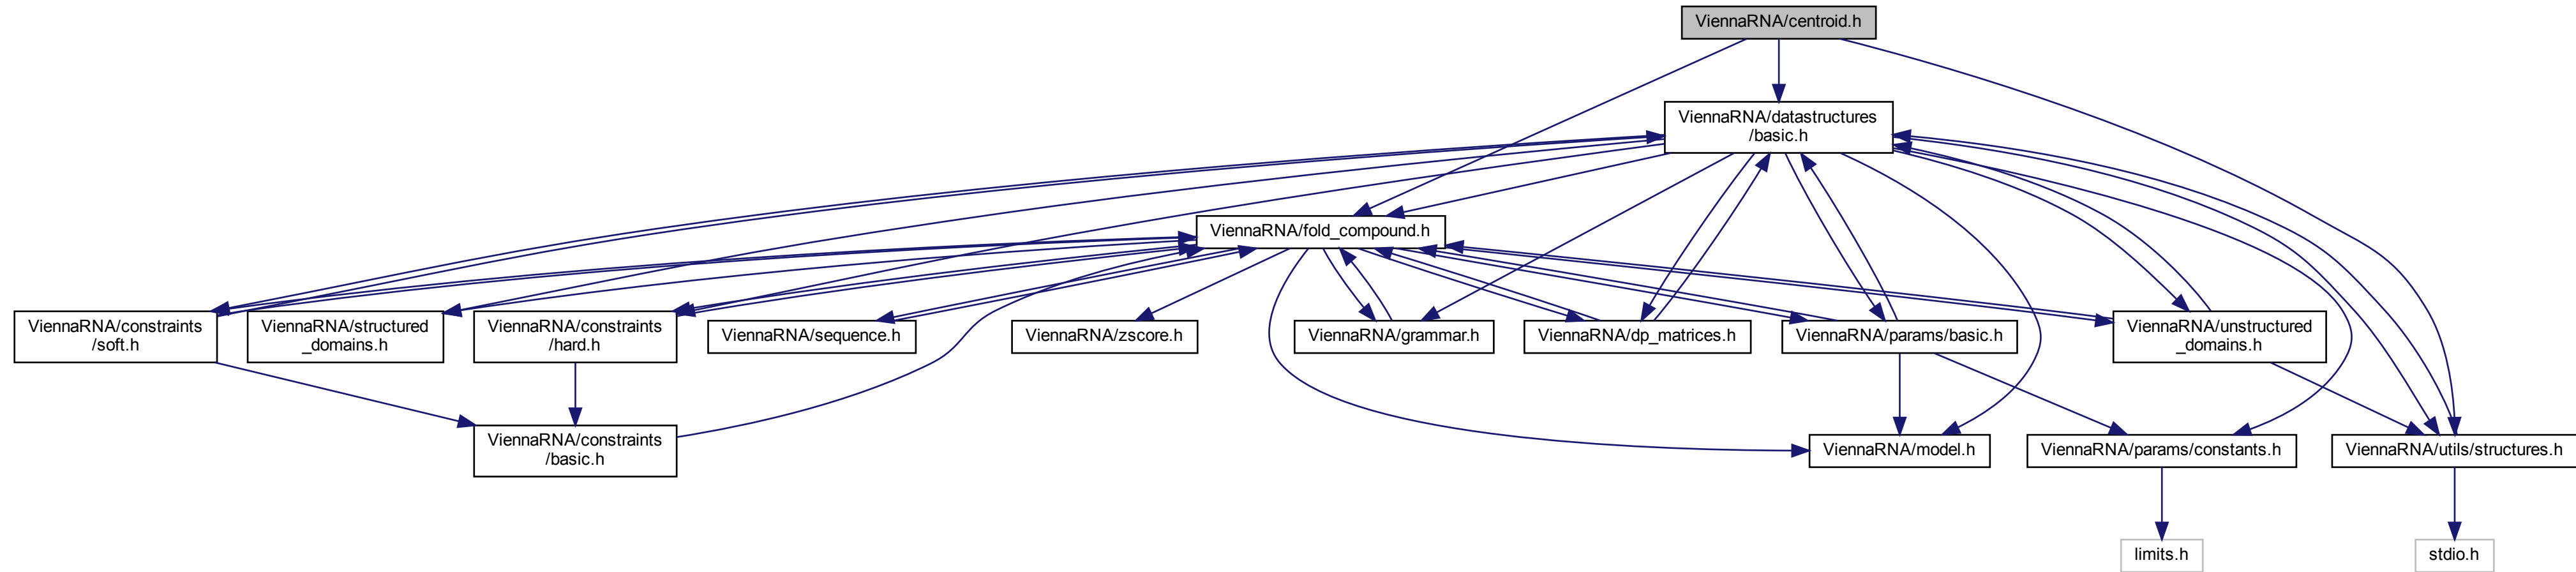 ViennaRNA/centroid.h
ViennaRNA/datastructures
/basic.h
ViennaRNA/fold_compound.h
ViennaRNA/constraints
/soft.h
ViennaRNA/structured
_domains.h
ViennaRNA/constraints
/hard.h
ViennaRNA/sequence.h
ViennaRNA/zscore.h
ViennaRNA/grammar.h
ViennaRNA/dp_matrices.h
ViennaRNA/params/basic.h
ViennaRNA/unstructured
_domains.h
ViennaRNA/constraints
/basic.h
ViennaRNA/model.h
ViennaRNA/params/constants.h
ViennaRNA/utils/structures.h
limits.h
stdio.h